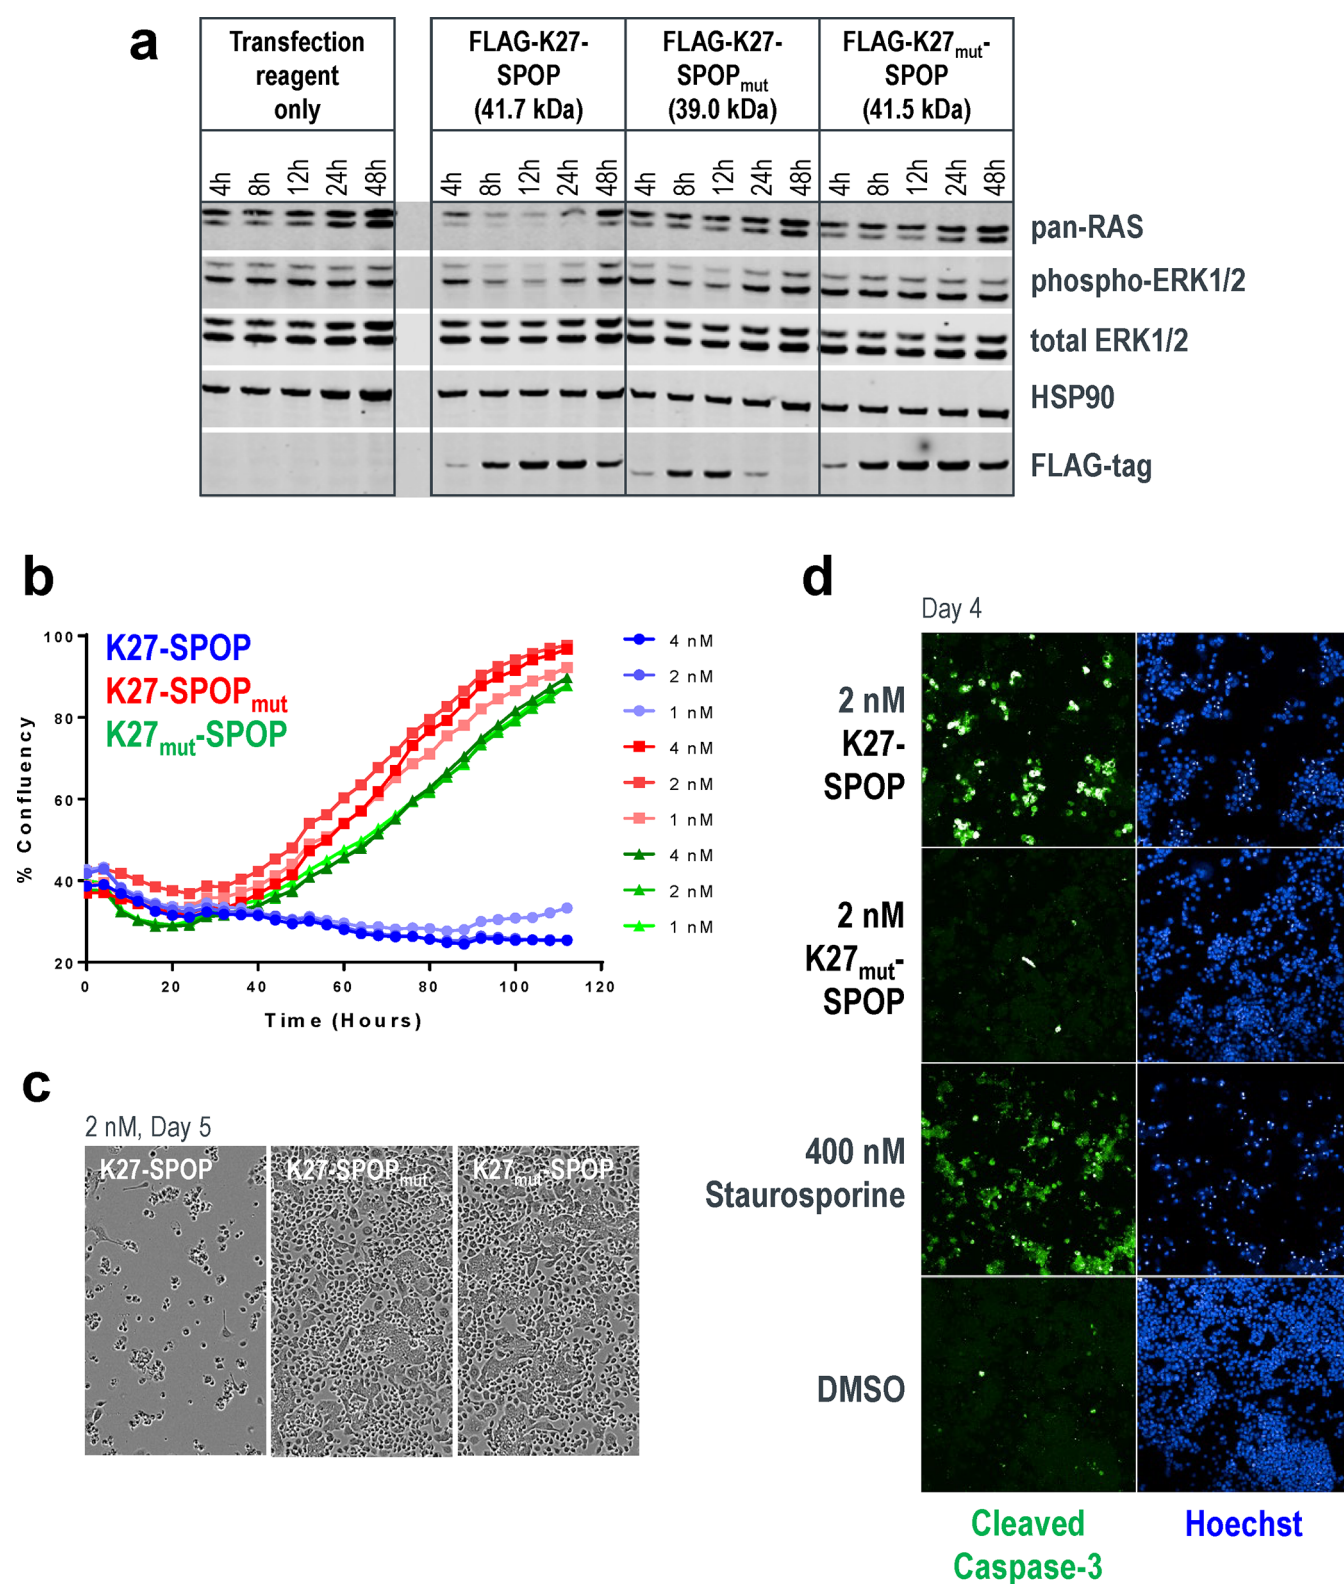 a
Transfection
reagent
only
FLAG-K27-
SPOP
(41.7 kDa)
FLAG-K27-
SPOPmut
(39.0 kDa)
FLAG-K27mut-
SPOP
(41.5 kDa)
4h 8h 12h 24h 48h 4h 8h 12h 24h 48h 4h 8h 12h 24h 48h 4h 8h 12h 24h 48h
pan-RAS
phospho-ERK1/2
total ERK1/2
HSP90
FLAG-tag
b
K27-SPOP
K27-SPOPmut
K27mut-SPOP
% Confluency
100
80
60
40
20
0 20 40 60 80 100 120
Time (Hours)
4 nM
2 nM
1 nM
4 nM
2 nM
1 nM
4 nM
2 nM
1 nM
c
2 nM, Day 5
K27-SPOP
K27-SPOPmut
K27mut-SPOP
d
Day 4
2 nM
K27-
SPOP
2 nM
K27mut-
SPOP
400 nM
Staurosporine
DMSO
Cleaved
Caspase-3
Hoechst